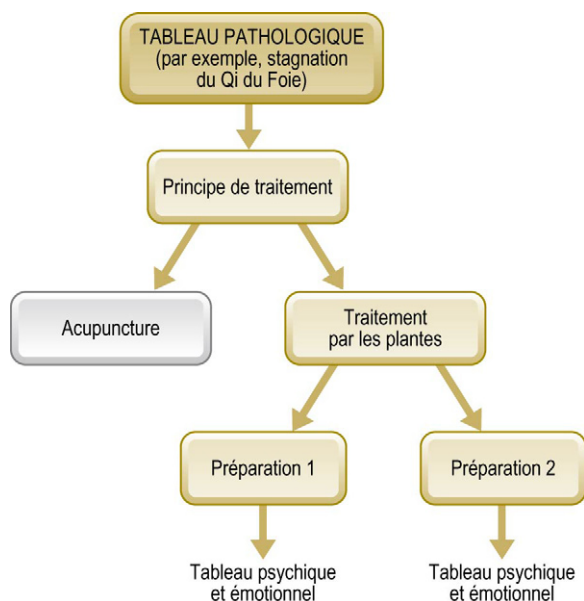 TABLEAU PATHOLOGIQUE
(par exemple, stagnation
du Qi du Foie)
Principe de traitement
Acupuncture
Traitement
par les plantes
Préparation 1
Préparation 2
Tableau psychique
et émotionnel
Tableau psychique
et émotionnel